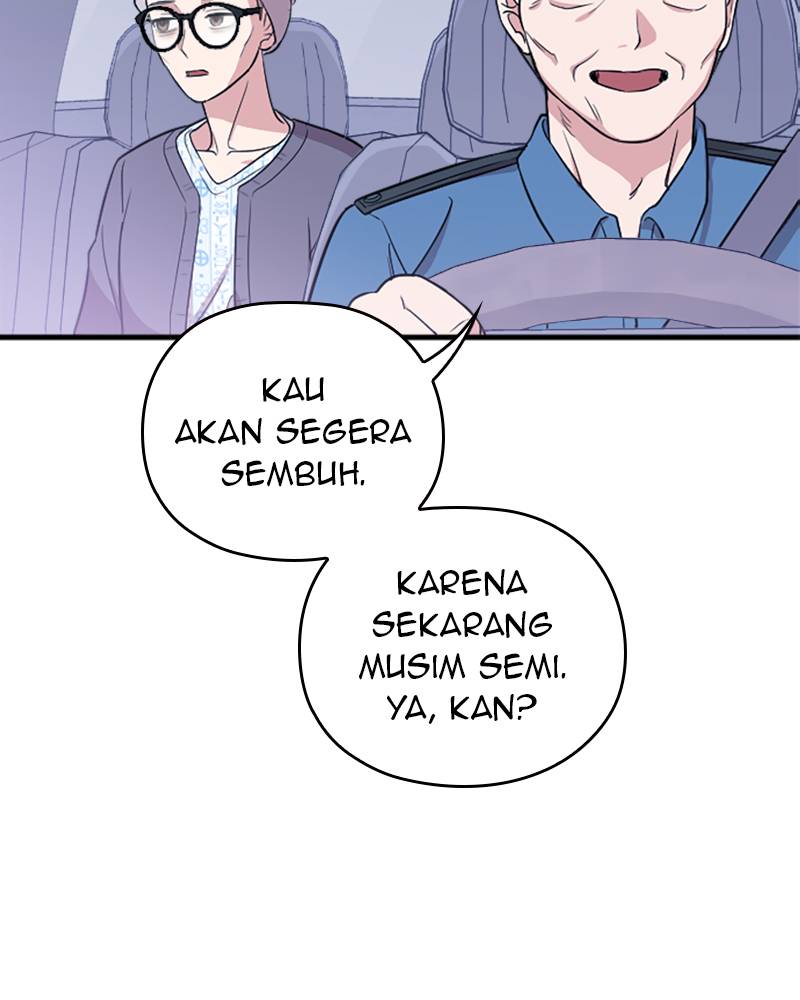 KAU
AKAN SEGERA
SEMBUH.
KARENA
SEKARANG
MUSIM SEMI.
YA, KAN?